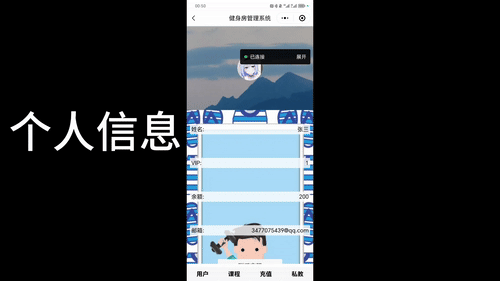 09:00
健身房管理系统
已连接 展开
个人信息
姓名: 张三
VIP: 1
余额: 200
邮箱: 3477075439@qq.com
用户 课程 充值 私教